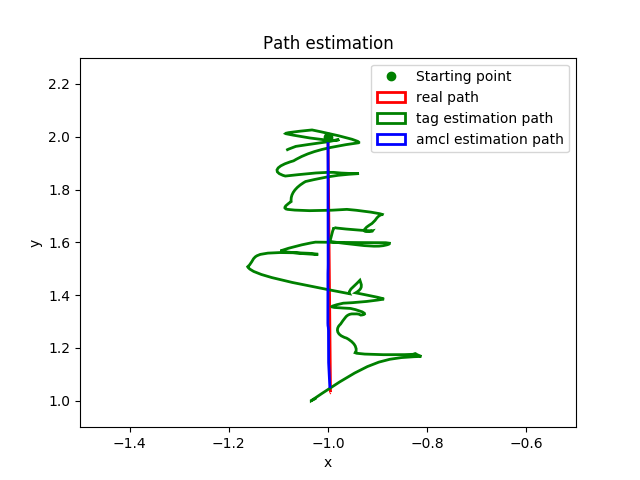 Path estimation
Starting point
real path
tag estimation path
amcl estimation path
y
2.2
2.0
1.8
1.6
1.4
1.2
1.0
−1.4
−1.2
−1.0
−0.8
−0.6
x